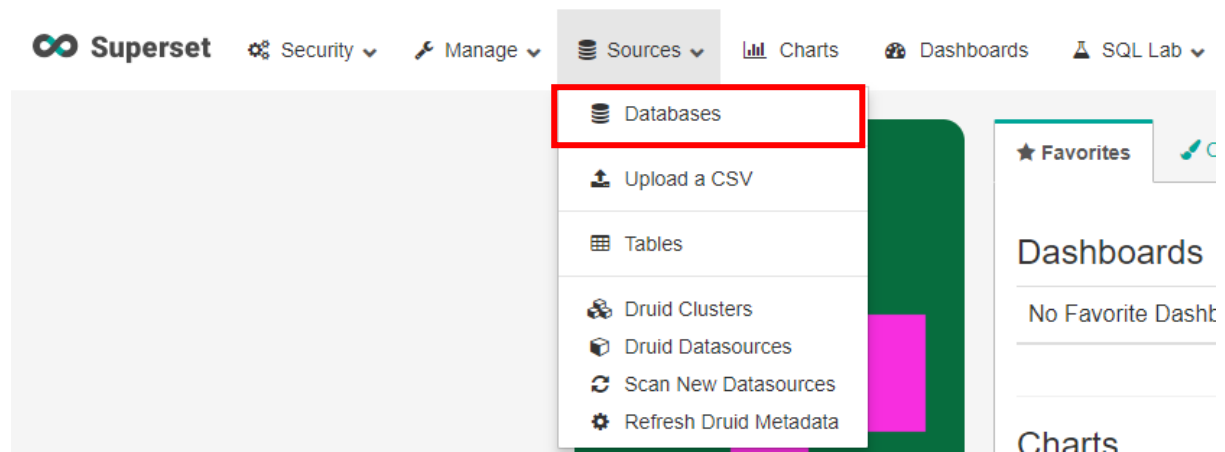 Superset Security Manage Sources Charts Dashboards SQL Lab
Databases
Upload a CSV
Tables
Druid Clusters
Druid Datasources
Scan New Datasources
Refresh Druid Metadata
Favorites
Dashboards
No Favorite
Charts